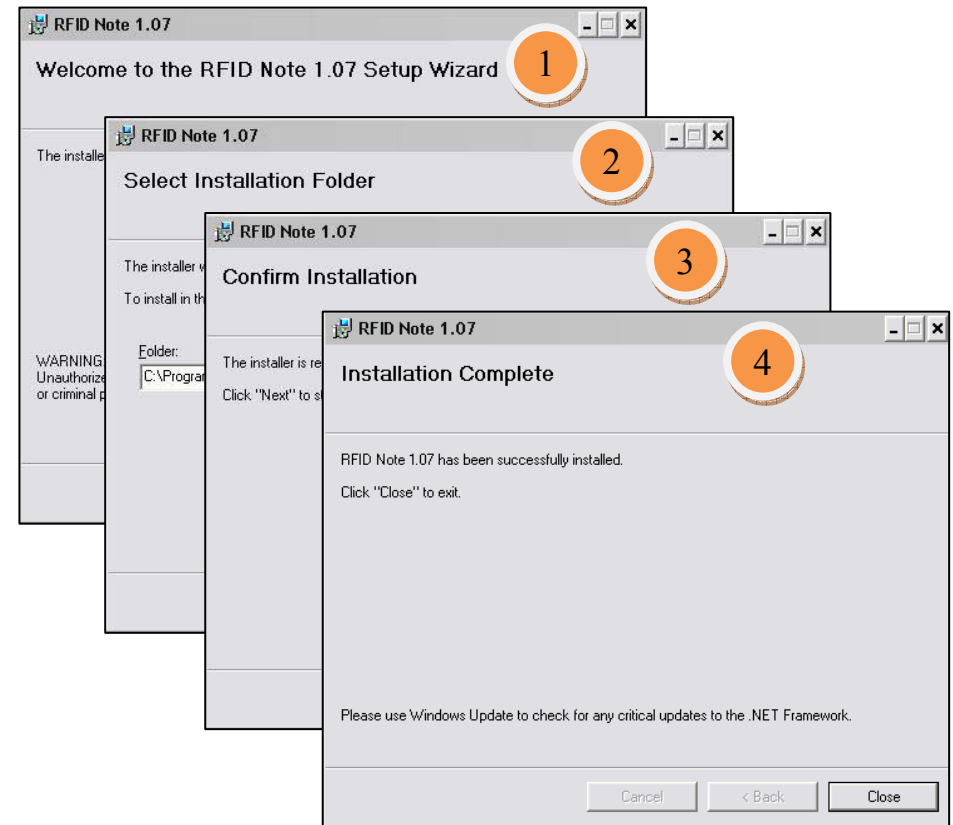 RFID Note 1.07
Welcome to the RFID Note 1.07 Setup Wizard
1
The installe
WARNING
Unauthorize
or criminal p
RFID Note 1.07
2
Select Installation Folder
The installer w
To install in th
Folder:
C:\Program
RFID Note 1.07
3
Confirm Installation
The installer is re
Click "Next" to st
RFID Note 1.07
4
Installation Complete
RFID Note 1.07 has been successfully installed.
Click "Close" to exit.
Please use Windows Update to check for any critical updates to the .NET Framework.
Cancel
< Back
Close